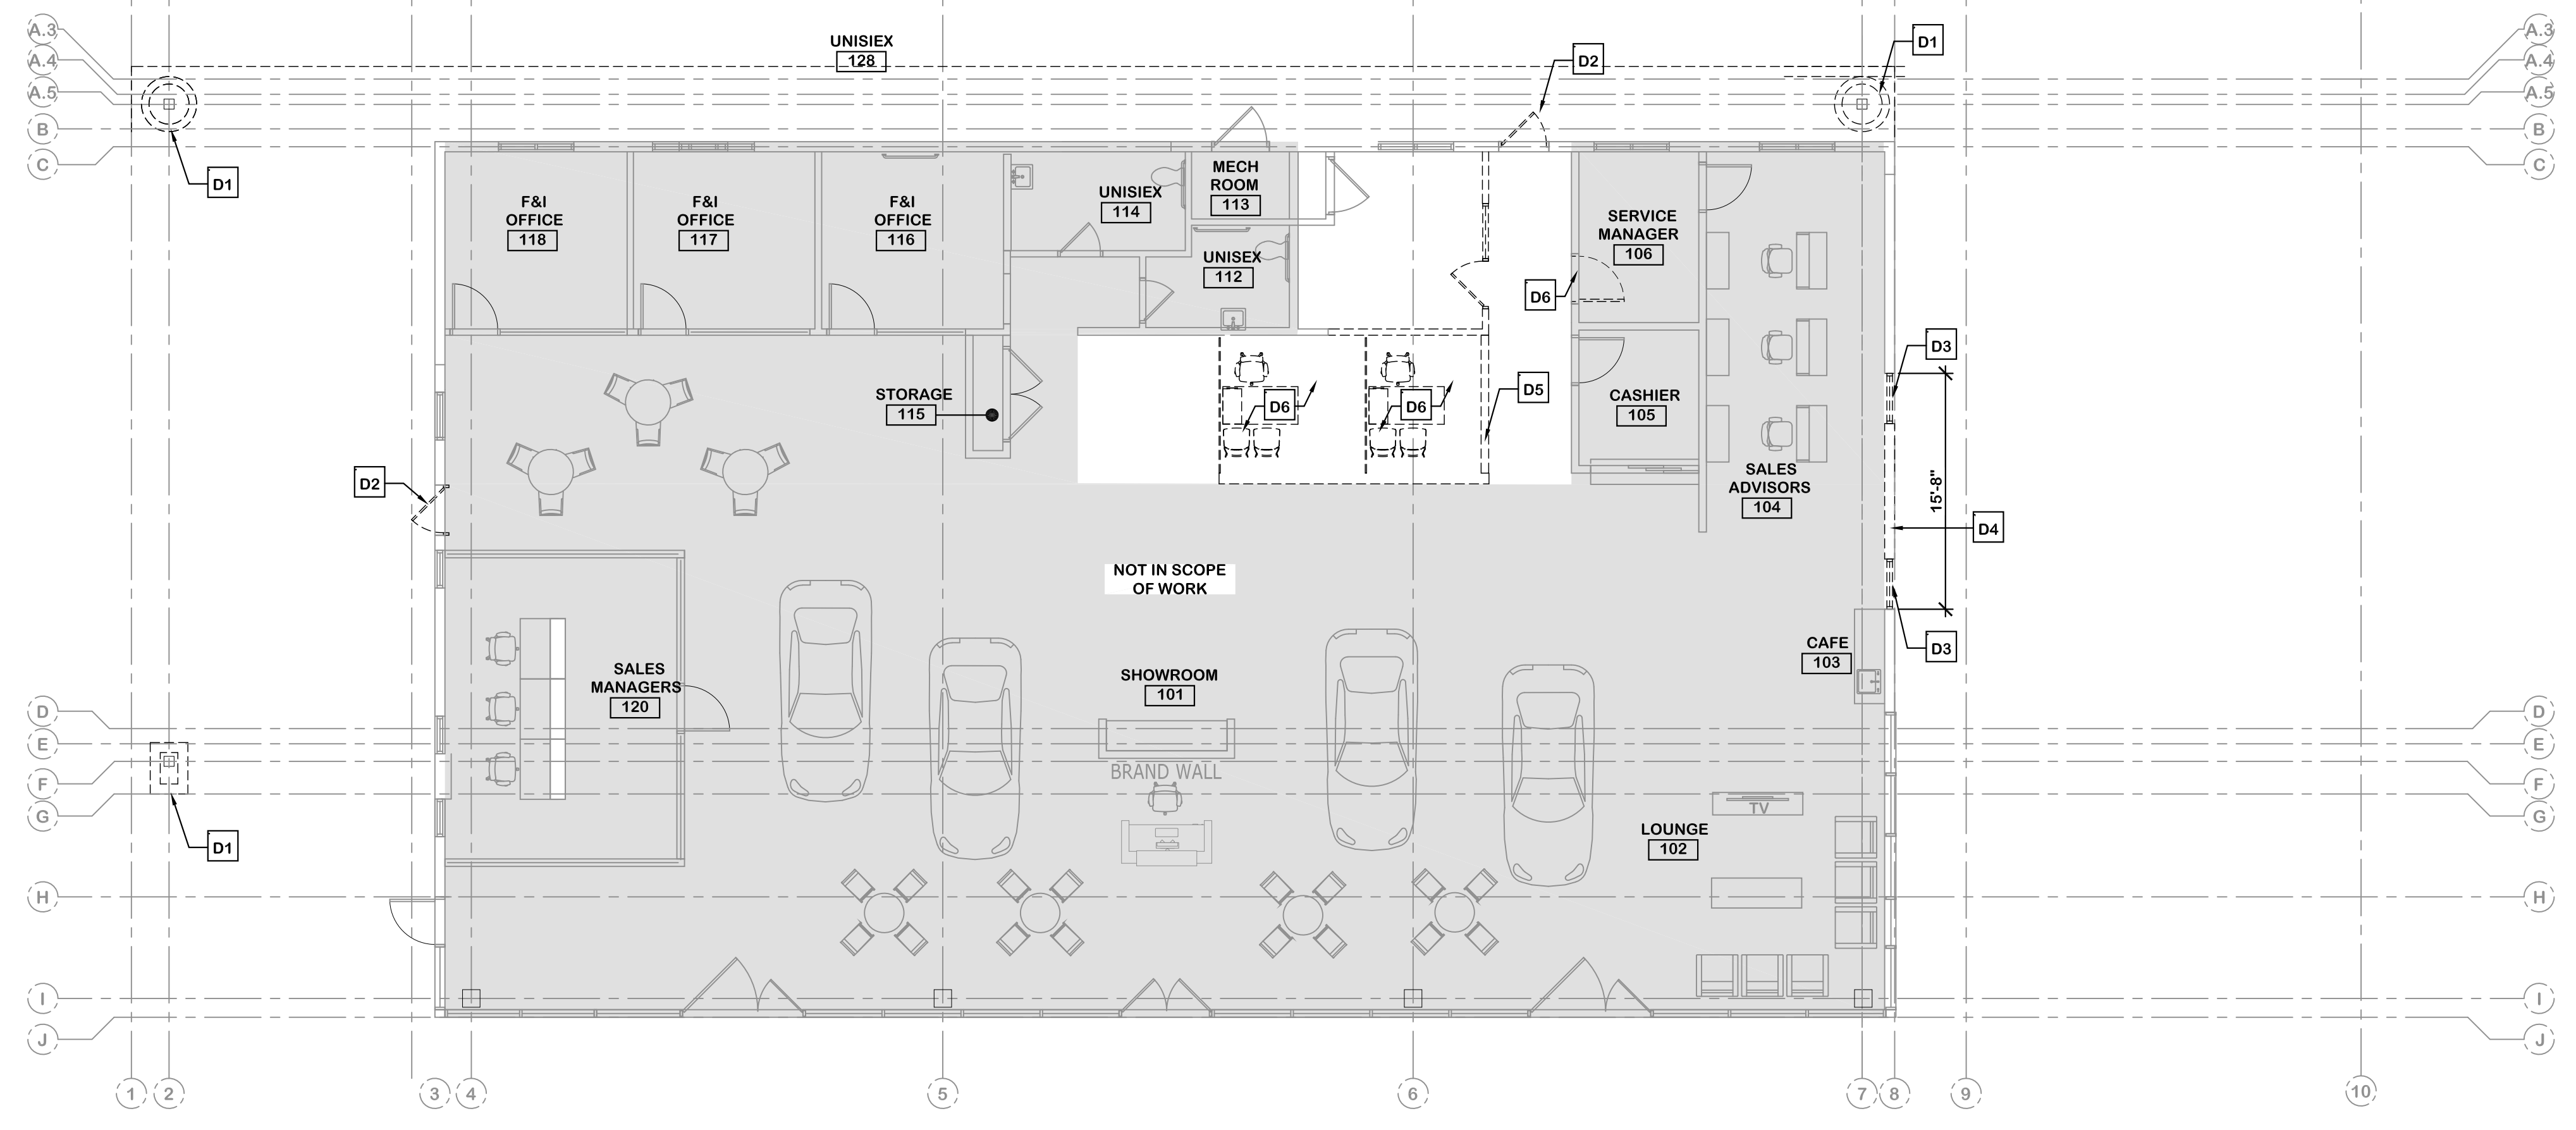 A.3
UNISIEX
128
D2
D1
A.3
A.4
A.4
A.5
A.5
B
B
C
C
D1
F&I
OFFICE
118
F&I
OFFICE
117
F&I
OFFICE
116
UNISIEX
114
MECH
ROOM
113
UNISEX
112
SERVICE
MANAGER
106
D6
D3
STORAGE
115
D6
D6
D5
CASHIER
105
D2
SALES
ADVISORS
104
15'-8"
D4
NOT IN SCOPE
OF WORK
SALES
MANAGERS
120
SHOWROOM
101
CAFE
103
D3
D
D
E
E
BRAND WALL
F
F
G
G
TV
D1
LOUNGE
102
H
H
I
I
J
J
1
2
3
4
5
6
7
8
9
10